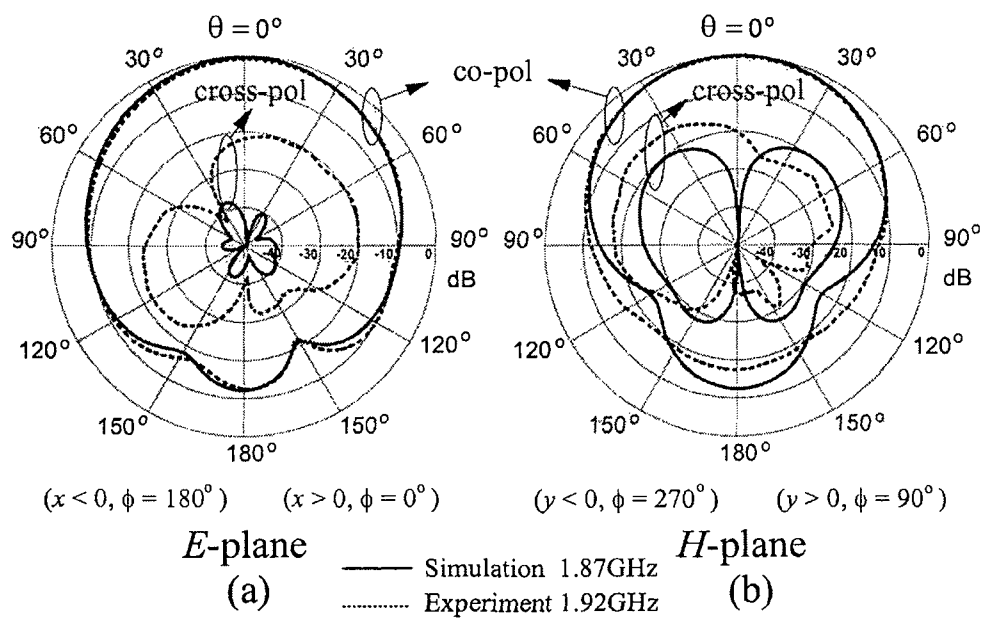 θ = 0° θ = 0°
30° 30° co-pol 30° 30°
cross-pol cross-pol
60° 60° 60° 60°
90° -40 -30 -20 -10 0 90° 90° -40 -30 -20 -10 0 90°
dB dB
120° 120° 120° 120°
150° 150° 150° 150°
180° 180°
(x < 0, ϕ = 180°) (x > 0, ϕ = 0°) (y < 0, ϕ = 270°) (y > 0, ϕ = 90°)
E-plane H-plane
Simulation 1.87GHz
(a) (b)
Experiment 1.92GHz